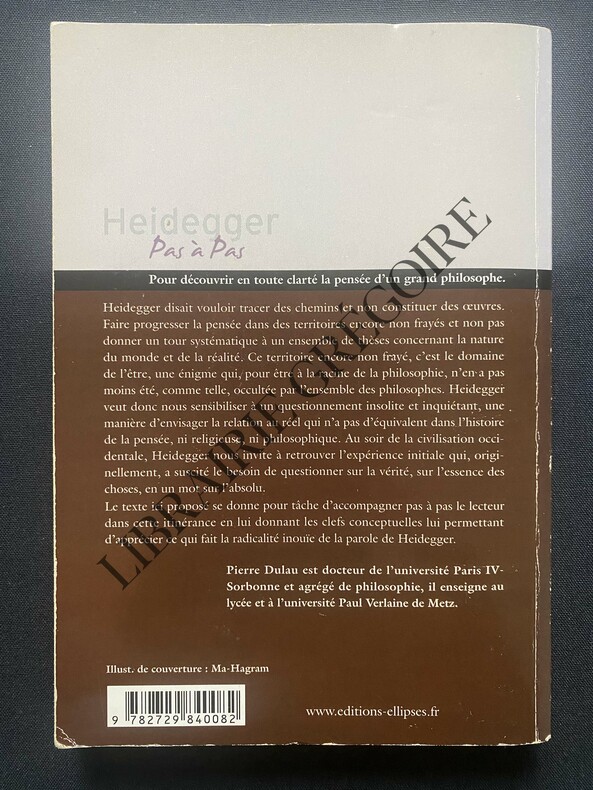 Heidegger
Pas à Pas
Pour découvrir en toute clarté la pensée d'un grand philosophe.
Heidegger disait vouloir tracer des chemins et non constituer des œuvres.
Faire progresser la pensée dans des territoires encore non frayés et non pas
donner un tour systématique à un ensemble de thèses concernant la nature
du monde et de la réalité. Ce territoire encore non frayé, c'est le domaine
de l'être, une énigme qui, pour être à la racine de la philosophie, n'en a pas
moins été, comme telle, occultée par l'ensemble des philosophes. Heidegger
veut donc nous sensibiliser à un questionnement insolite et inquiétant, une
manière d'envisager la relation au réel qui n'a pas d'équivalent dans l'histoire
de la pensée, ni religieuse, ni philosophique. Au soir de la civilisation occi-
dentale, Heidegger nous invite à retrouver l'expérience initiale qui, origi-
nellement, a suscité le besoin de questionner sur la vérité, sur l'essence des
choses, en un mot sur l'absolu.
Le texte ici proposé se donne pour tâche d'accompagner pas à pas le lecteur
dans cette itinérance en lui donnant les clefs conceptuelles lui permettant
d'apprécier ce qui fait la radicalité inouïe de la parole de Heidegger.
Pierre Dulau est docteur de l'université Paris IV-
Sorbonne et agrégé de philosophie, il enseigne au
lycée et à l'université Paul Verlaine de Metz.
Illust. de couverture : Ma-Hagram
9 782729 840082
www.editions-ellipses.fr
LIBRAIRIE GRÉGOIRE